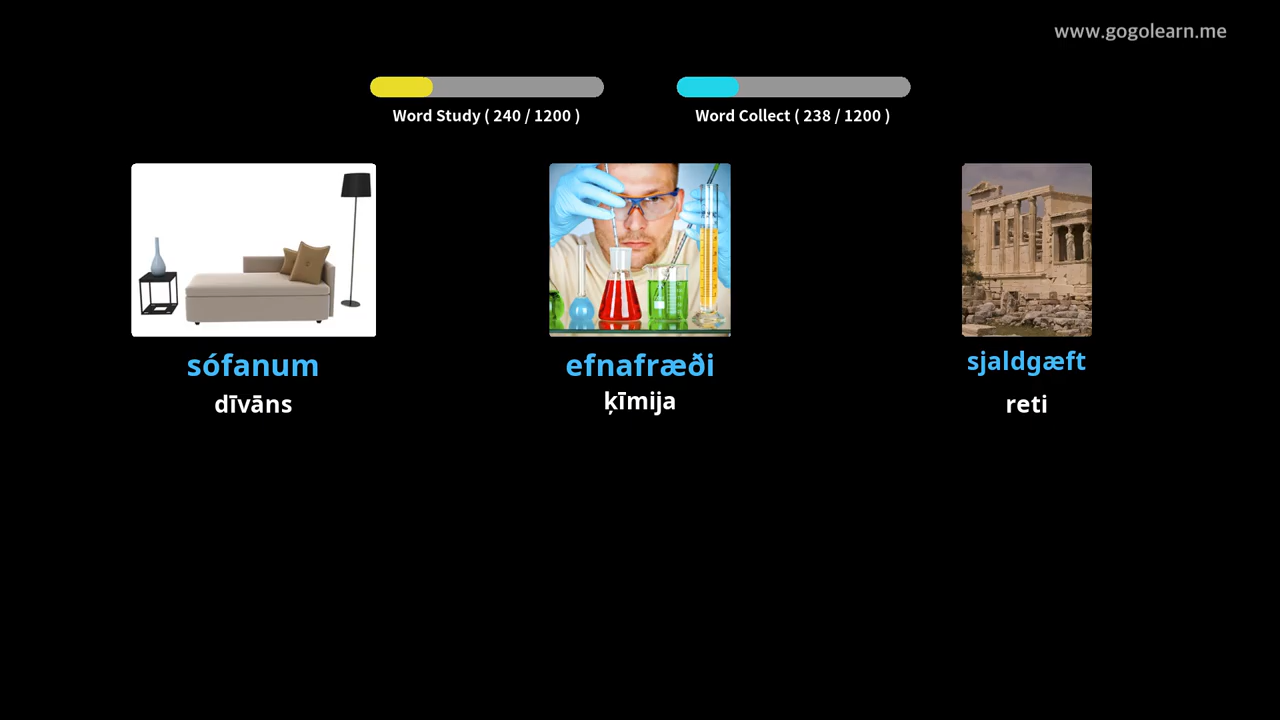 www.gogolearn.me
Word Study ( 240 / 1200 )
Word Collect ( 238 / 1200 )
sófanum
dīvāns
efnafræði
ķīmija
sjaldgæft
reti